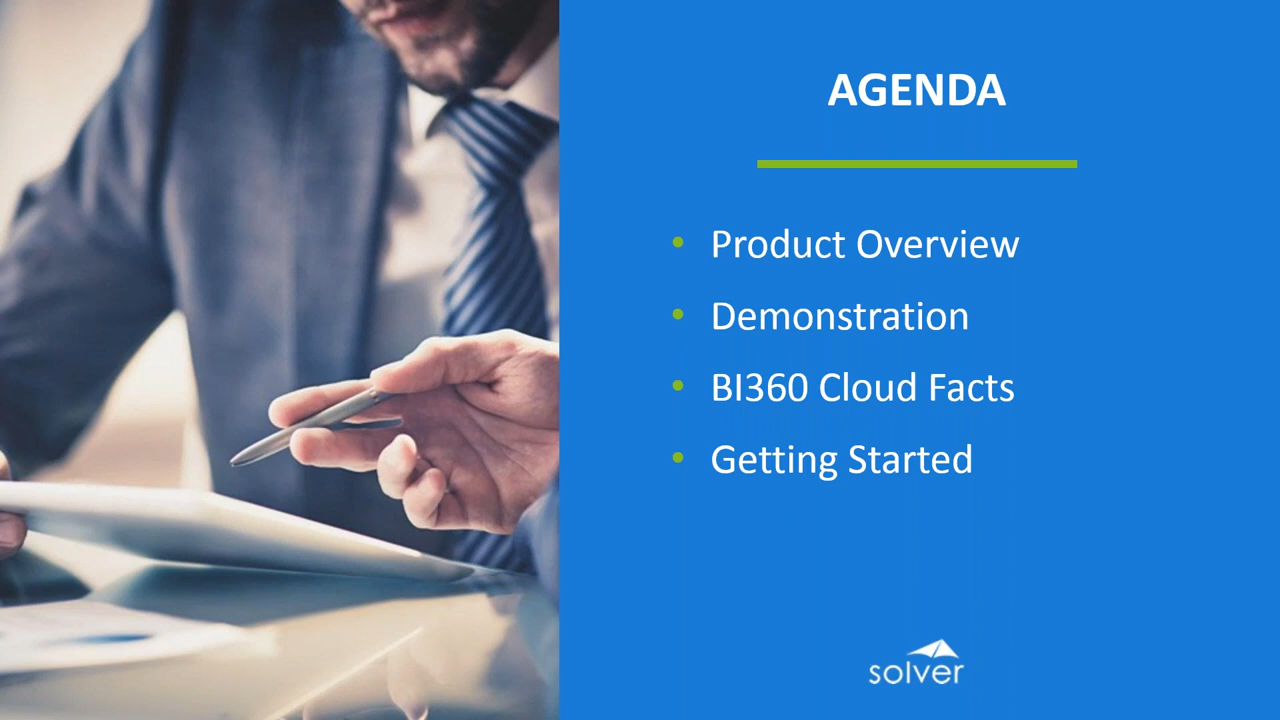 AGENDA
• Product Overview
• Demonstration
• BI360 Cloud Facts
• Getting Started
solver